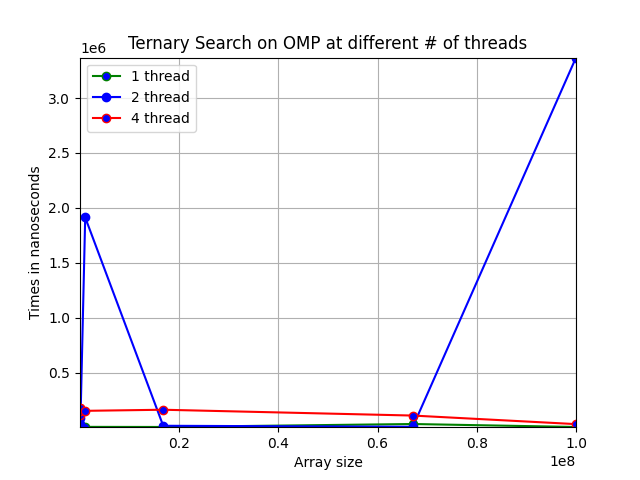 Ternary Search on OMP at different # of threads
1e6
1 thread
2 thread
4 thread
3.0
2.5
2.0
1.5
1.0
0.5
Times in nanoseconds
0.2
0.4
0.6
0.8
1.0
Array size
1e8